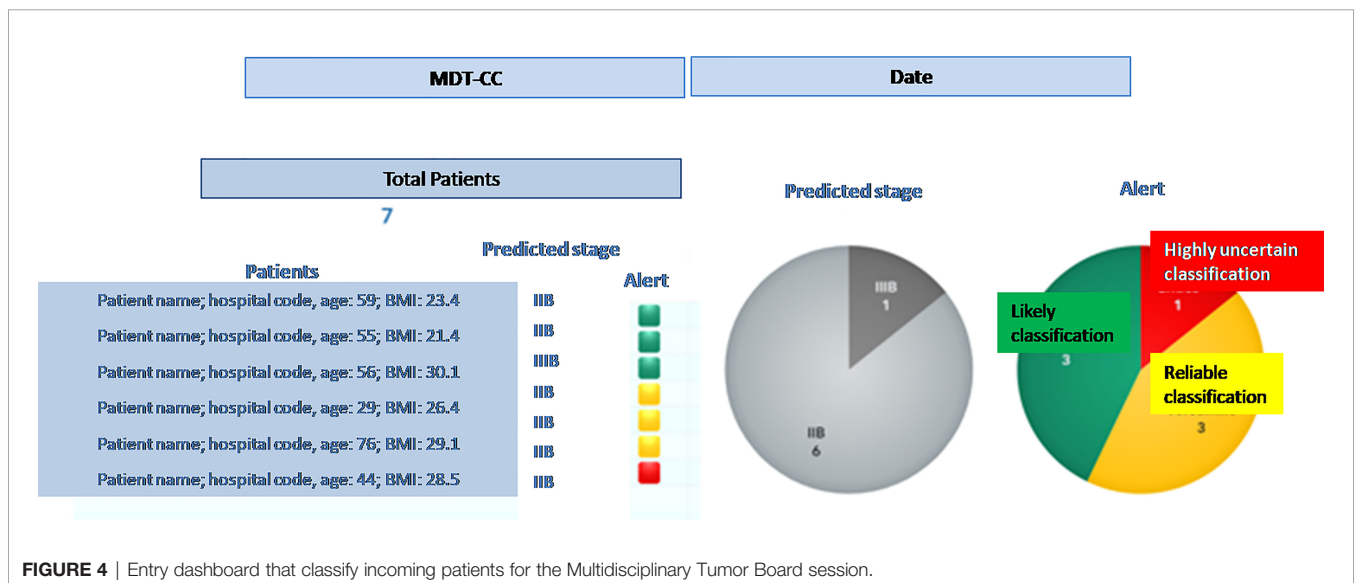 MDT-CC
Date
Total Patients
7
Predicted stage
Patients
Alert
Patient name; hospital code, age: 59; BMI: 23.4
Patient name; hospital code, age: 55; BMI: 21.4
Patient name; hospital code, age: 56; BMI: 30.1
Patient name; hospital code, age: 29; BMI: 26.4
Patient name; hospital code, age: 76; BMI: 29.1
Patient name; hospital code, age: 44; BMI: 28.5
IIB
IIB
IIIB
IIB
IIB
IIB
IIB
Predicted stage
IIIB
1
IIB
6
Alert
Highly uncertain
classification
1
Likely
classification
3
Reliable
classification
3
FIGURE 4 | Entry dashboard that classify incoming patients for the Multidisciplinary Tumor Board session.